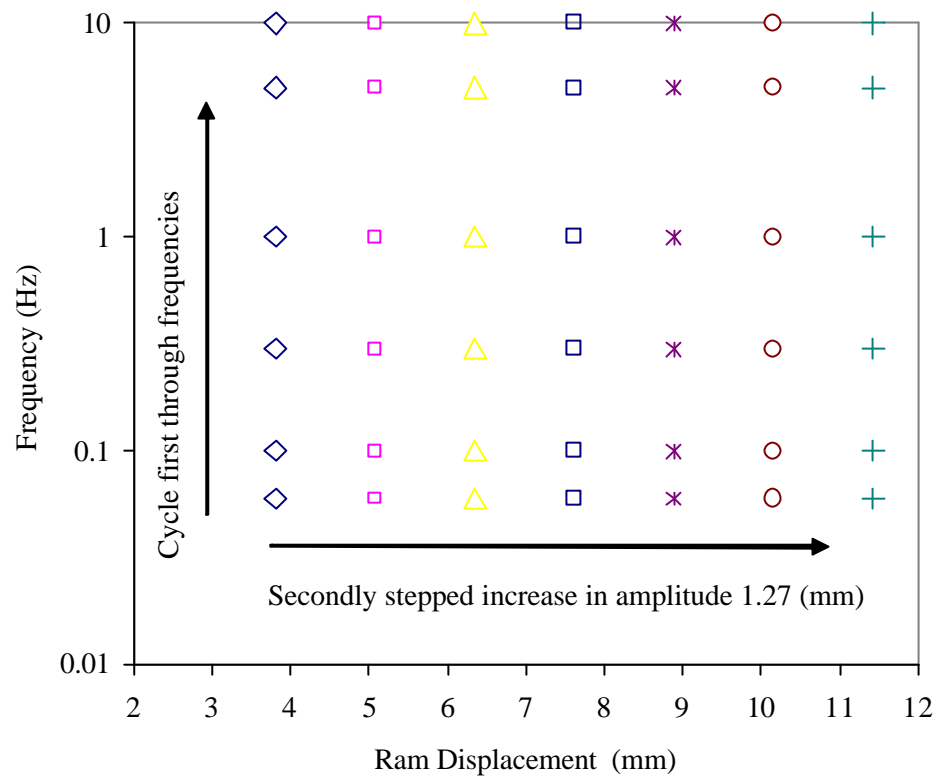 10
1
0.1
0.01
Frequency (Hz)
Cycle first through frequencies
Secondly stepped increase in amplitude 1.27 (mm)
2 3 4 5 6 7 8 9 10 11 12
Ram Displacement (mm)